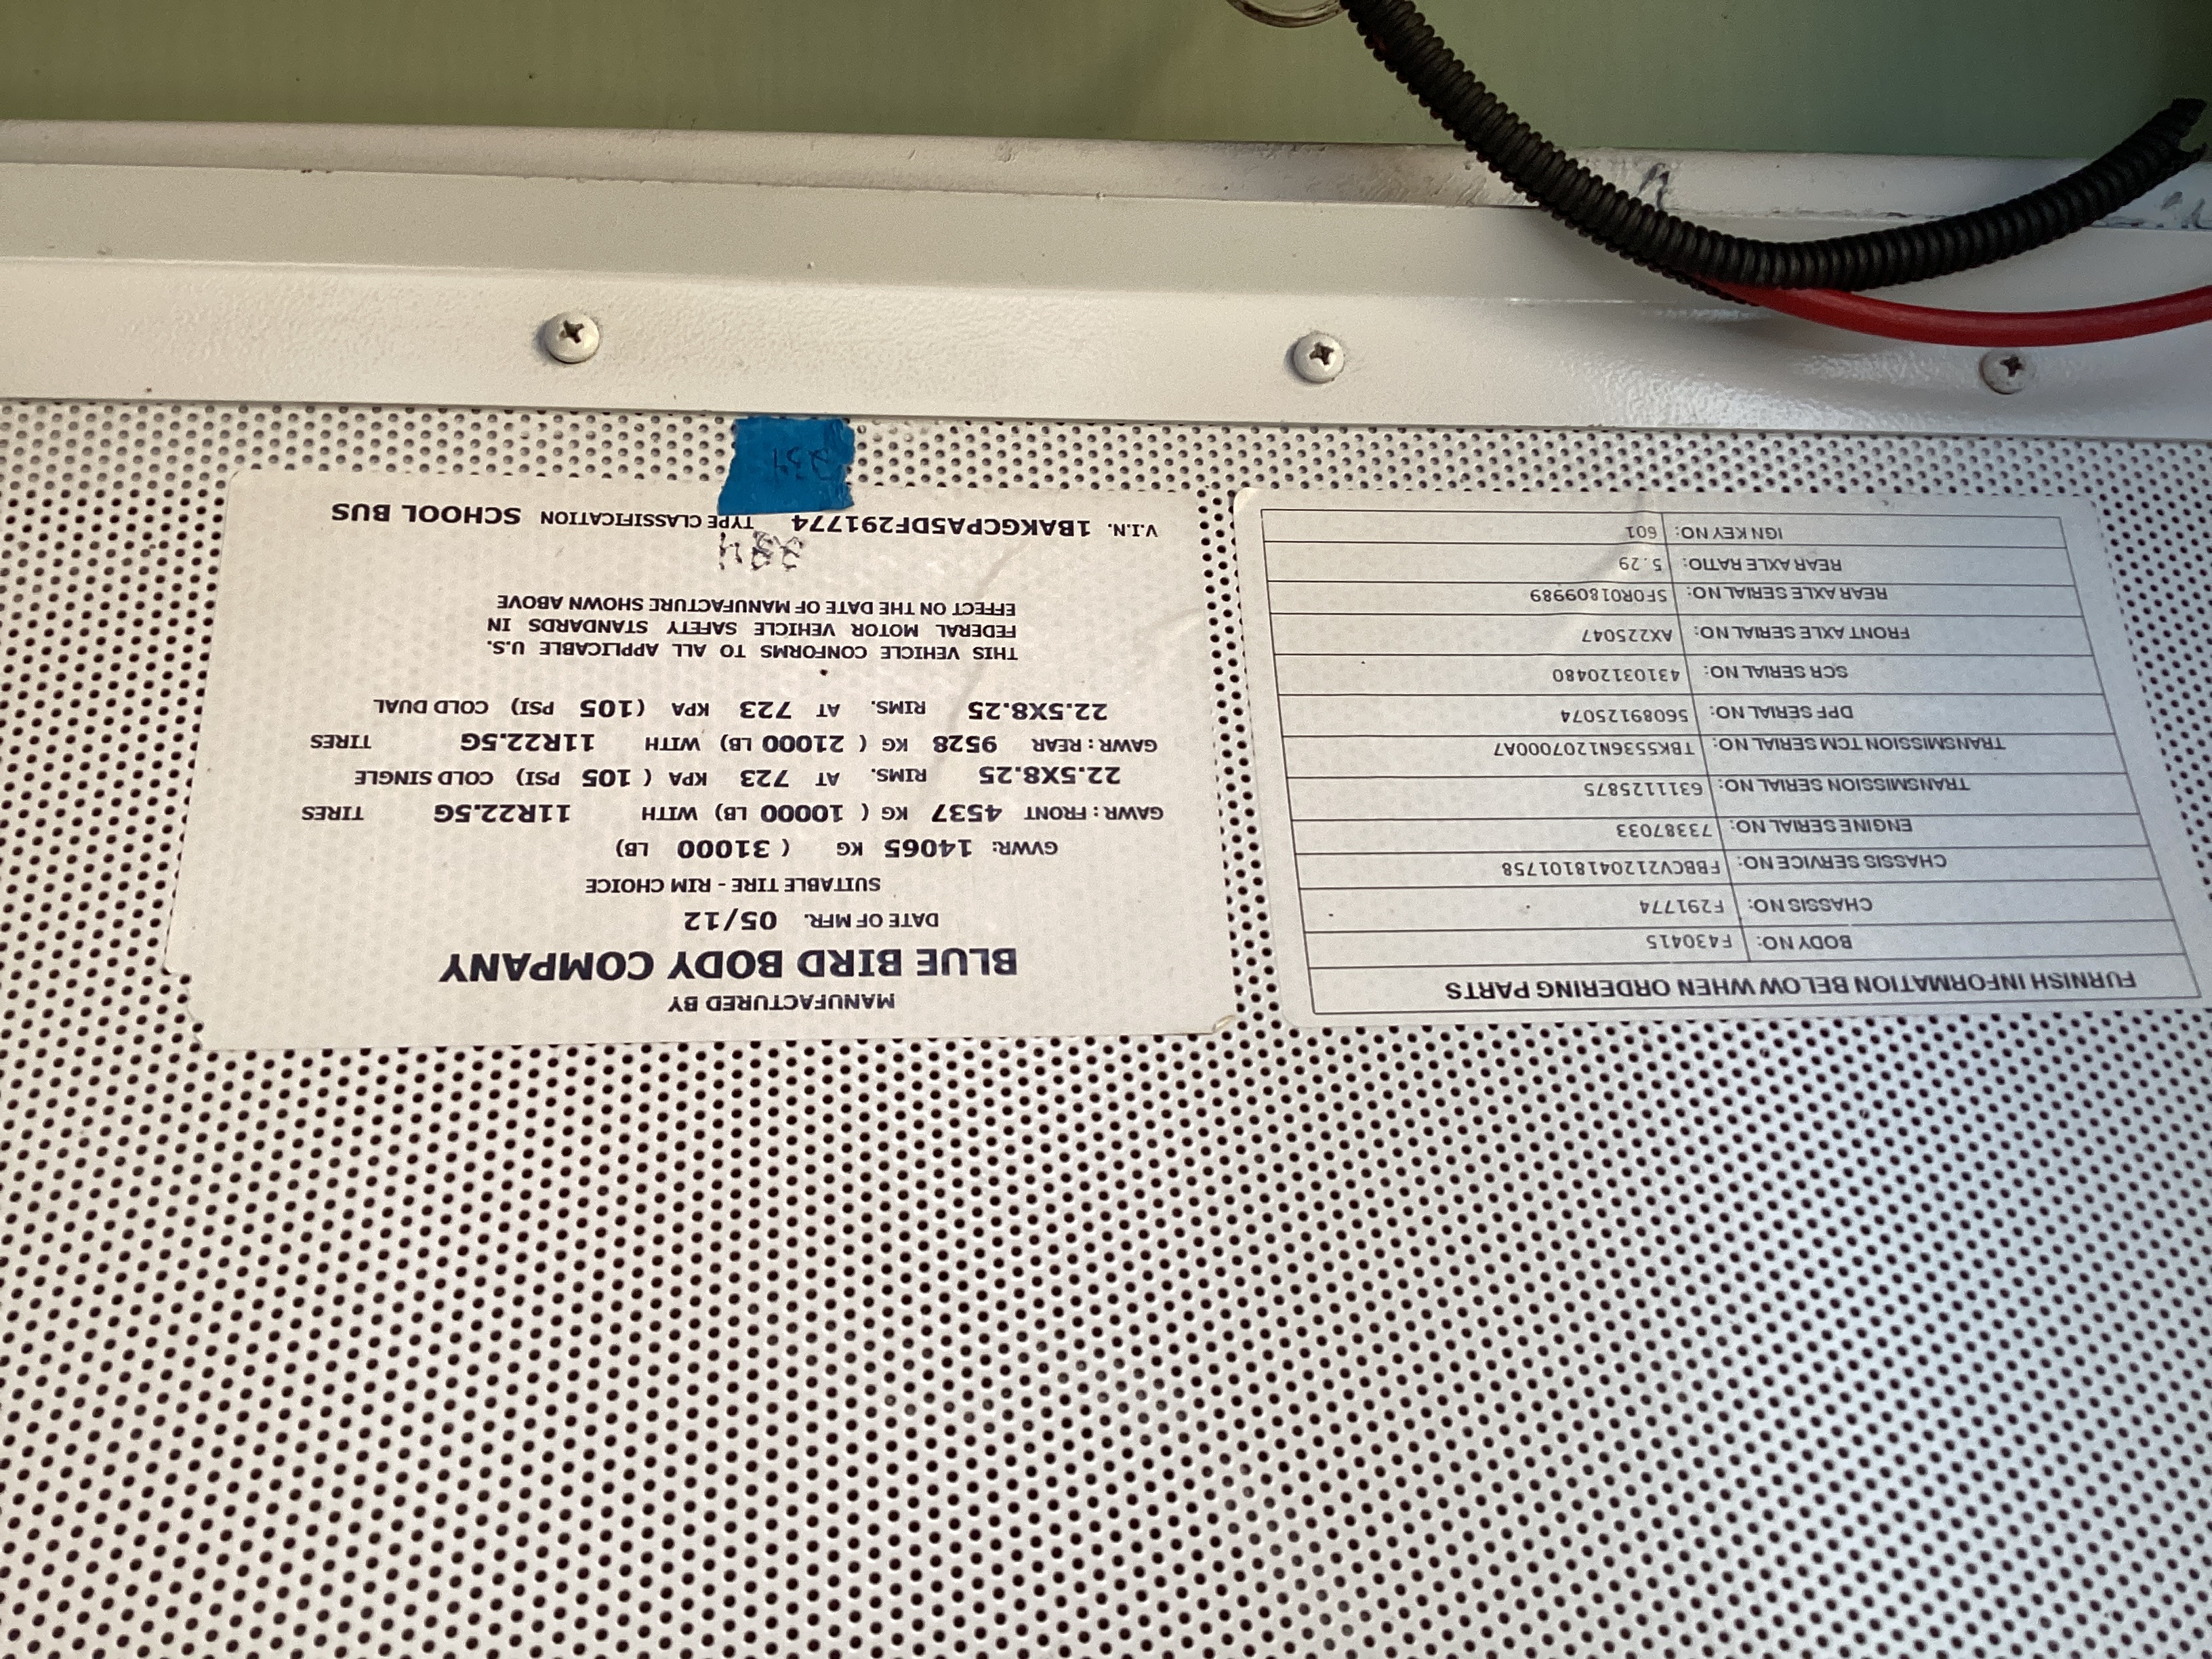 MANUFACTURED BY
BLUE BIRD BODY COMPANY
DATE OF MFR. 05/12
SUITABLE TIRE - RIM CHOICE
GVWR: 14065 KG ( 31000 LB)
GAWR: FRONT 4537 KG ( 10000 LB) WITH 11R22.5G TIRES
22.5X8.25 RIMS. AT 723 KPA ( 105 PSI) COLD SINGLE
GAWR: REAR 9528 KG ( 21000 LB) WITH 11R22.5G TIRES
22.5X8.25 RIMS. AT 723 KPA ( 105 PSI) COLD DUAL
THIS VEHICLE CONFORMS TO ALL APPLICABLE U.S.
FEDERAL MOTOR VEHICLE SAFETY STANDARDS IN
EFFECT ON THE DATE OF MANUFACTURE SHOWN ABOVE
V.I.N. 1BAKGCPA5DF291774 TYPE CLASSIFICATION SCHOOL BUS
FURNISH INFORMATION BELOW WHEN ORDERING PARTS
BODY NO: F430415
CHASSIS NO: F291774
CHASSIS SERVICE NO: FBBCV2120418101758
ENGINE SERIAL NO: 73387033
TRANSMISSION SERIAL NO: 6311125875
TRANSMISSION TCM SERIAL NO: TBK5536N1207000A7
DPF SERIAL NO: 56089125074
SCR SERIAL NO: 43103120480
FRONT AXLE SERIAL NO: AX225047
REAR AXLE SERIAL NO: SF0R01809989
REAR AXLE RATIO: 5.29
IGN KEY NO: 601